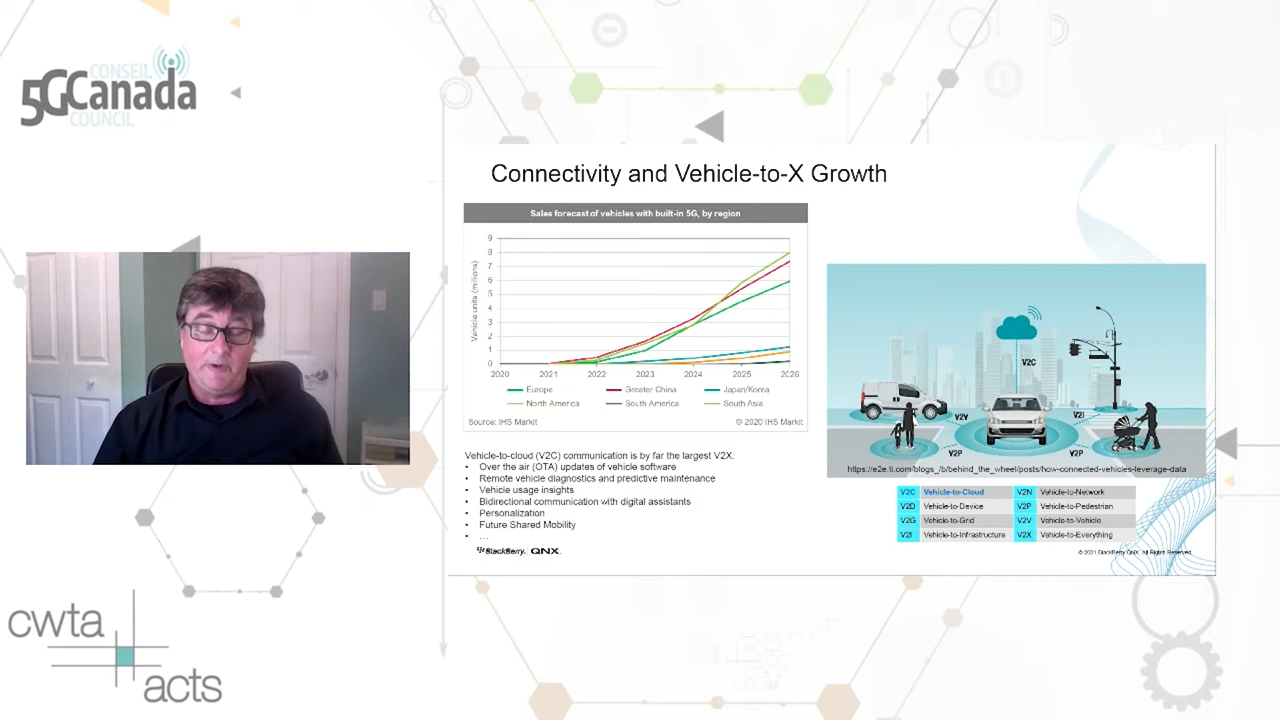 CONSEIL
5GCanada
COUNCIL
cwta
acts
Connectivity and Vehicle-to-X Growth
Sales forecast of vehicles with built-in 5G, by region
Vehicle units (millions)
9
8
7
6
5
4
3
2
1
0
2020 2021 2022 2023 2024 2025 2026
Europe Greater China Japan/Korea
North America South America South Asia
Source: IHS Markit © 2020 IHS Markit
Vehicle-to-cloud (V2C) communication is by far the largest V2X:
• Over the air (OTA) updates of vehicle software
• Remote vehicle diagnostics and predictive maintenance
• Vehicle usage insights
• Bidirectional communication with digital assistants
• Personalization
• Future Shared Mobility
• ...
BlackBerry. QNX.
V2C
V2V
V2I
V2P
V2P
https://e2e.ti.com/blogs_/b/behind_the_wheel/posts/how-connected-vehicles-leverage-data
V2C Vehicle-to-Cloud V2N Vehicle-to-Network
V2D Vehicle-to-Device V2P Vehicle-to-Pedestrian
V2G Vehicle-to-Grid V2V Vehicle-to-Vehicle
V2I Vehicle-to-Infrastructure V2X Vehicle-to-Everything
© 2021 BlackBerry QNX. All Rights Reserved.